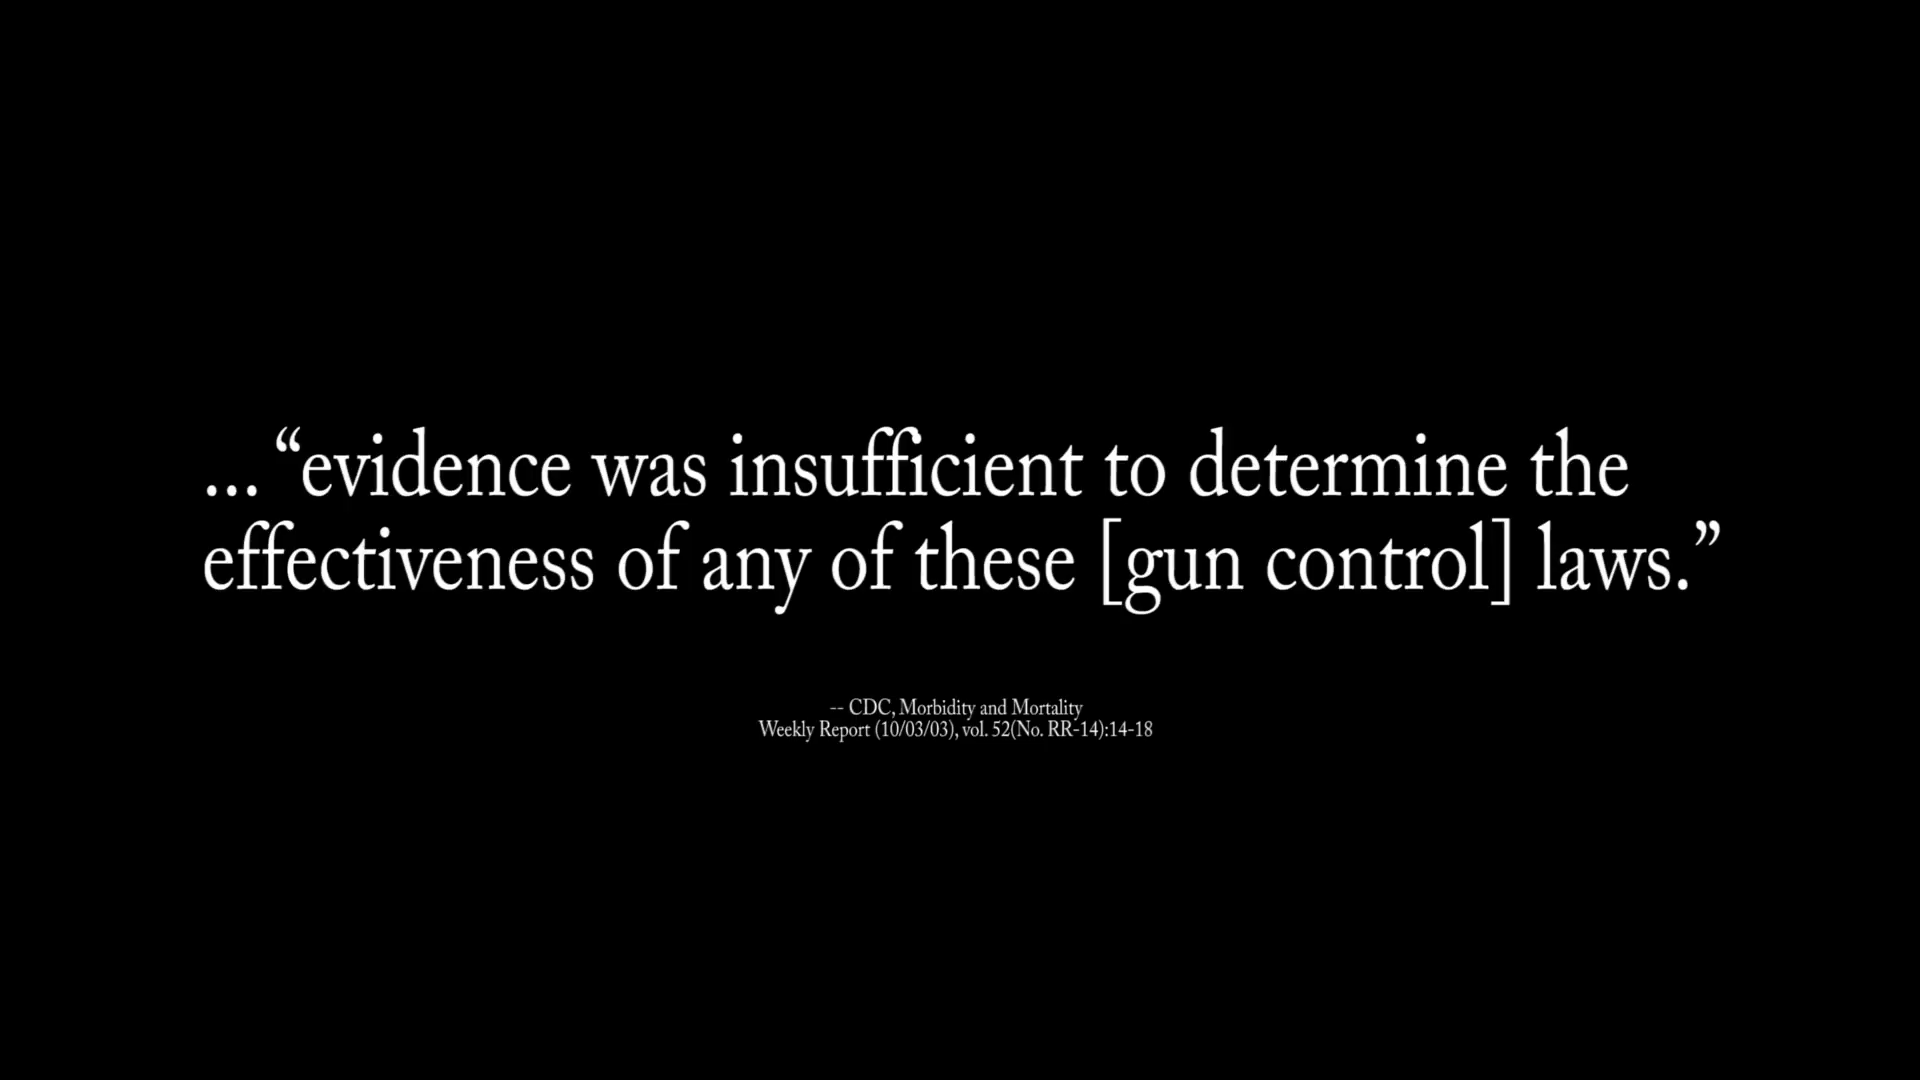 ...“evidence was insufficient to determine the
effectiveness of any of these [gun control] laws.”
-- CDC, Morbidity and Mortality
Weekly Report (10/03/03), vol. 52(No. RR-14):14-18